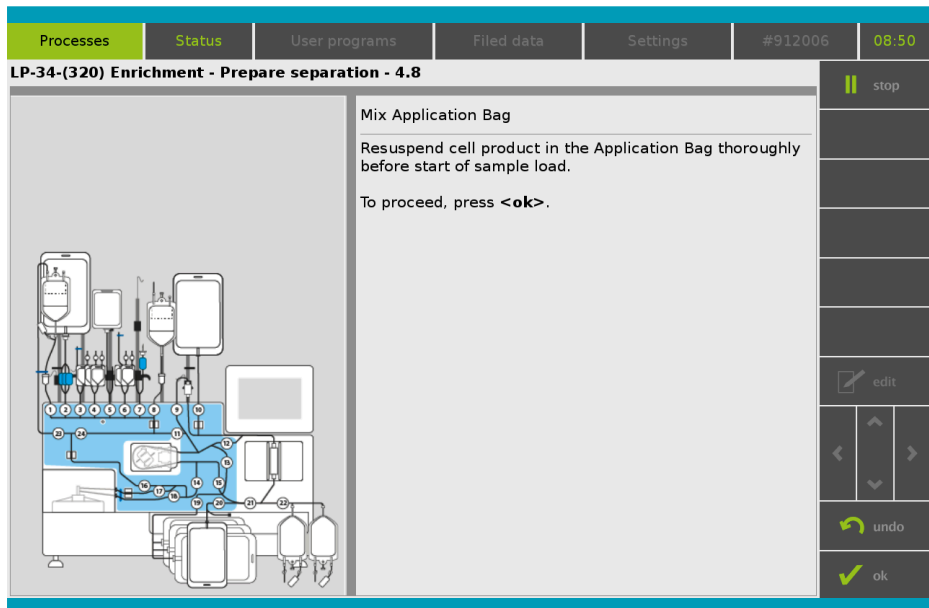 Processes
Status
User programs
Filed data
Settings
#912006
08:50
LP-34-(320) Enrichment - Prepare separation - 4.8
stop
Mix Application Bag
Resuspend cell product in the Application Bag thoroughly
before start of sample load.
To proceed, press <ok>.
1 2 3 4 5 6 7 8 9 10
23 24 11
12
15
14 15
16 17 18
19 20 21 22
edit
undo
ok